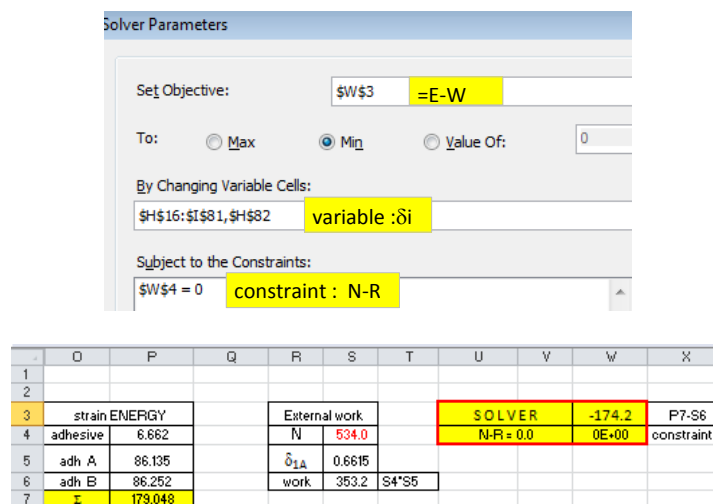 Solver Parameters
Set Objective: $W$3 =E-W
To: Max Min Value Of: 0
By Changing Variable Cells:
$H$16:$I$81,$H$82 variable :δi
Subject to the Constraints:
$W$4 = 0 constraint : N-R
O P Q R S T U V W X
1
2
3 strain ENERGY External work SOLVER -174.2 P7-S6
4 adhesive 6.662 N 534.0 N-R = 0.0 0E+00 constraint
5 adh A 86.135 δ1A 0.6615
6 adh B 86.252 work 353.2 S4*S5
7 Σ 179.048